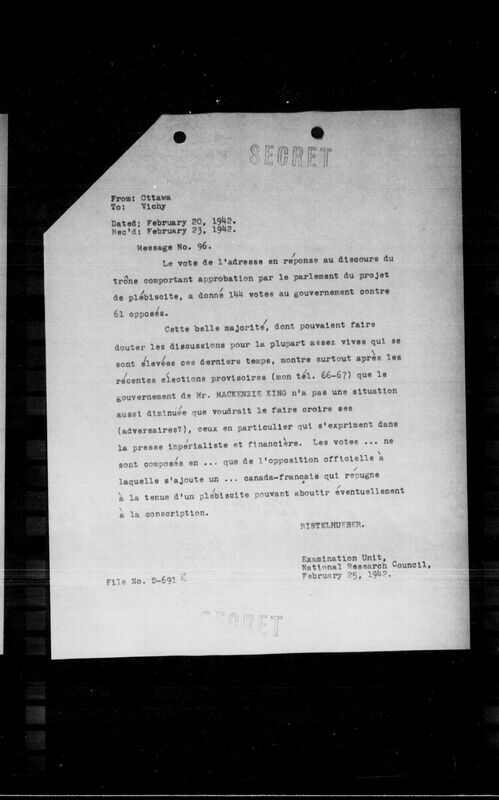 SECRET
From: Ottawa
To: Vichy
Dated; February 20, 1942.
Rec'd: February 23, 1942.
Message No. 96.
Le vote de l'adresse en réponse au discours du
trône comportant approbation par le parlement du projet
de plébiscite, a donné 144 votes au gouvernement contre
61 opposés.
Cette belle majorité, dont pouvaient faire
douter les discussions pour la plupart assez vives qui se
sont élevées ces derniers temps, montre surtout après les
récentes élections provisoires (mon tél. 66-67) que le
gouvernement de Mr. MACKENZIE KING n'a pas une situation
aussi diminuée que voudrait le faire croire ses
(adversaires?), ceux en particulier qui s'expriment dans
la presse impérialiste et financière. Les votes ... ne
sont composés en ... que de l'opposition officielle à
laquelle s'ajoute un ... canada-français qui répugne
à la tenue d'un plébiscite pouvant aboutir éventuellement
à la conscription.
RISTELHUEBER.
Examination Unit,
National Research Council,
February 25, 1942.
File No. D-691 R
SECRET